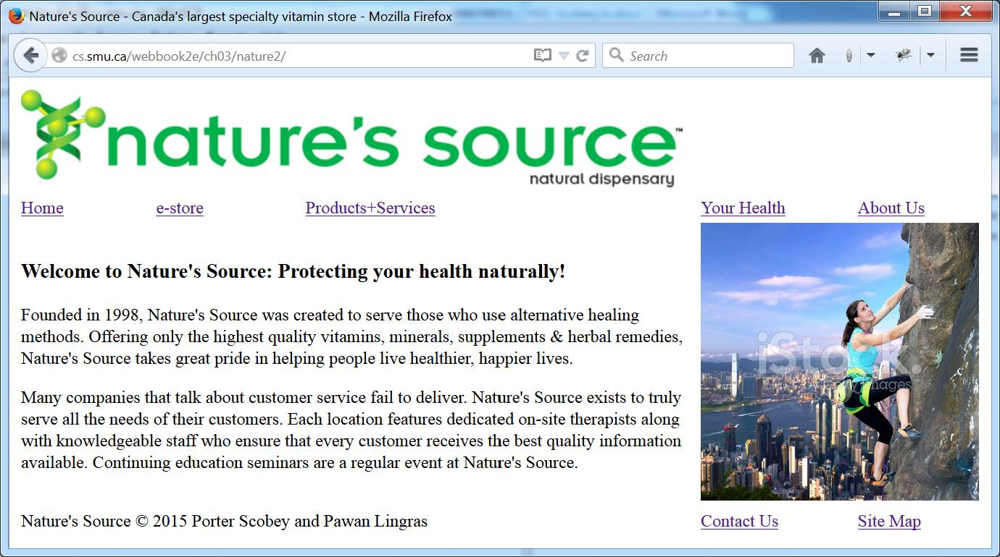 Nature's Source - Canada's largest specialty vitamin store - Mozilla Firefox
cs.smu.ca/webbook2e/ch03/nature2/
Search
nature's source™
natural dispensary
Home e-store Products+Services Your Health About Us
Welcome to Nature's Source: Protecting your health naturally!
Founded in 1998, Nature's Source was created to serve those who use alternative healing
methods. Offering only the highest quality vitamins, minerals, supplements & herbal remedies,
Nature's Source takes great pride in helping people live healthier, happier lives.
Many companies that talk about customer service fail to deliver. Nature's Source exists to truly
serve all the needs of their customers. Each location features dedicated on-site therapists along
with knowledgeable staff who ensure that every customer receives the best quality information
available. Continuing education seminars are a regular event at Nature's Source.
iStock.
by Getty Images
Nature's Source © 2015 Porter Scobey and Pawan Lingras Contact Us Site Map